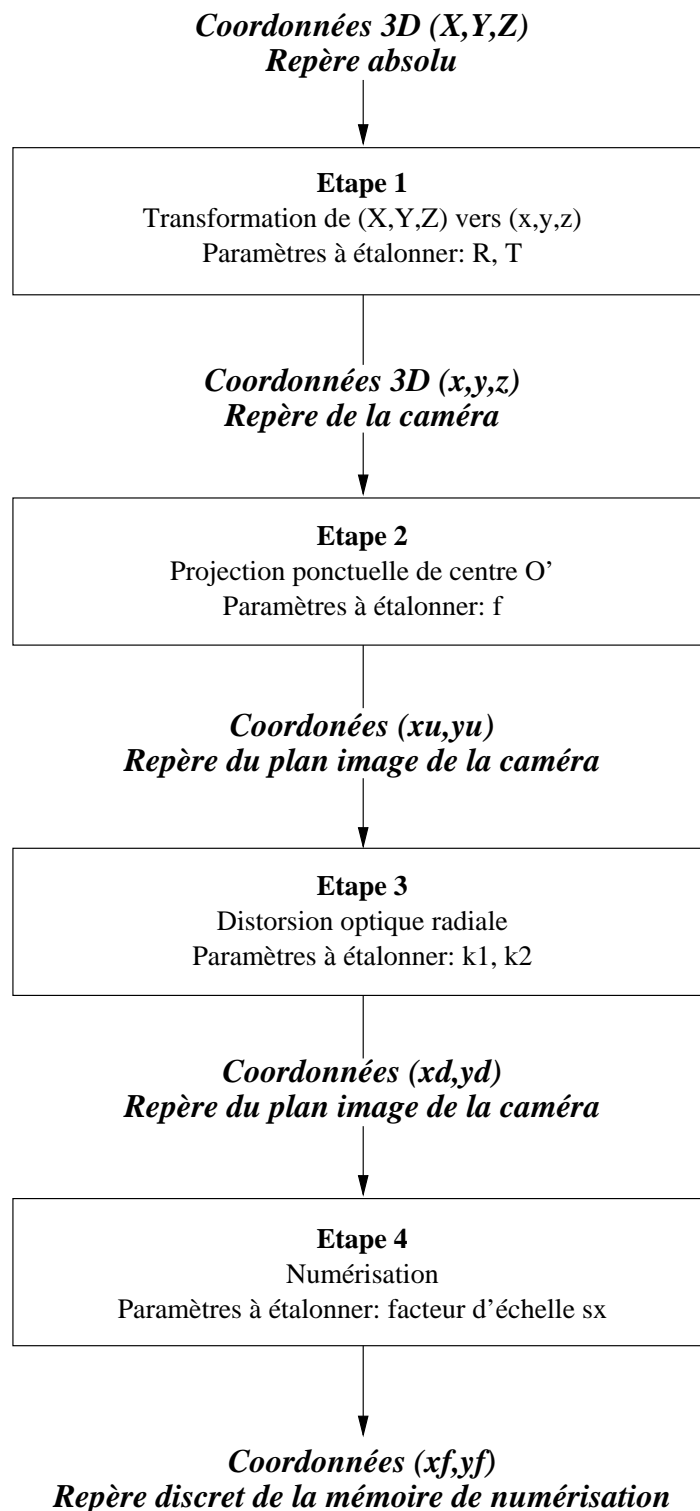 Coordonnées 3D (X,Y,Z)
Repère absolu
Etape 1
Transformation de (X,Y,Z) vers (x,y,z)
Paramètres à étalonner: R, T
Coordonnées 3D (x,y,z)
Repère de la caméra
Etape 2
Projection ponctuelle de centre O’
Paramètres à étalonner: f
Coordonées (xu,yu)
Repère du plan image de la caméra
Etape 3
Distorsion optique radiale
Paramètres à étalonner: k1, k2
Coordonnées (xd,yd)
Repère du plan image de la caméra
Etape 4
Numérisation
Paramètres à étalonner: facteur d’échelle sx
Coordonnées (xf,yf)
Repère discret de la mémoire de numérisation